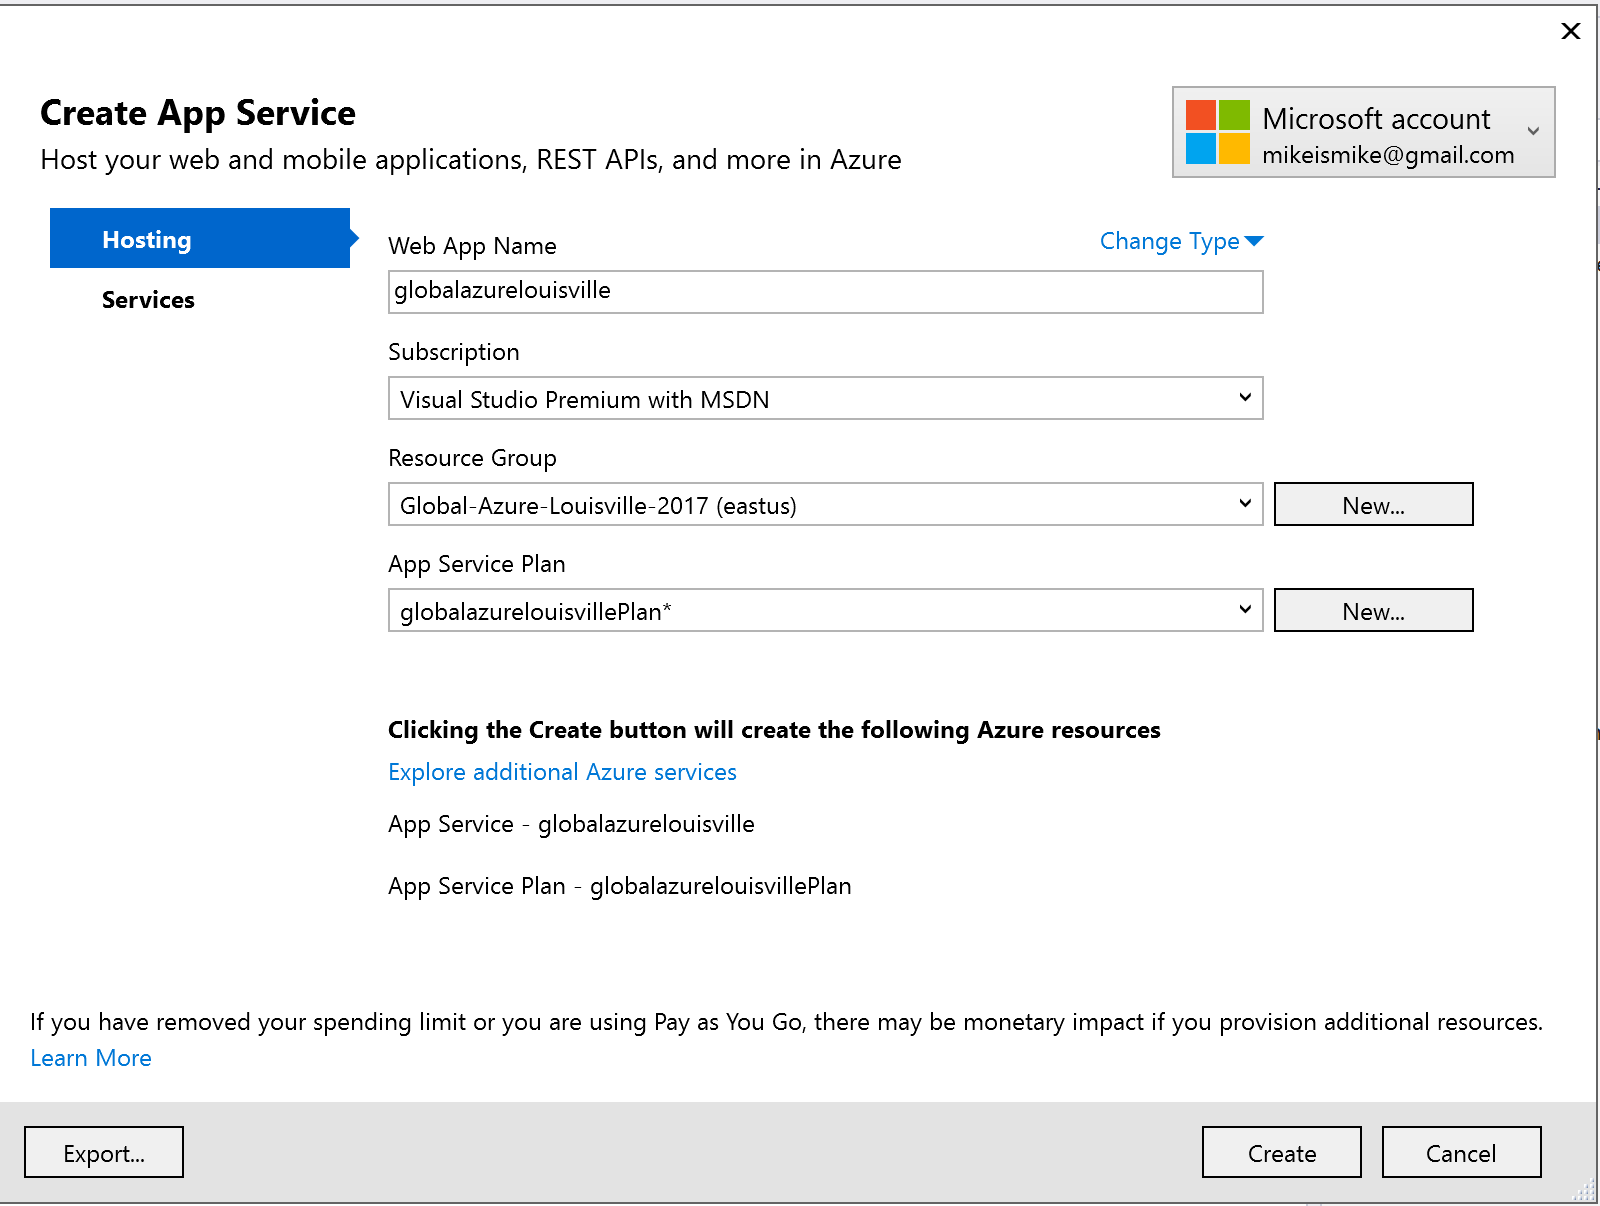 Create App Service
Host your web and mobile applications, REST APIs, and more in Azure
Microsoft account
mikeismike@gmail.com
Hosting
Services
Web App Name
Change Type
globalazurelouisville
Subscription
Visual Studio Premium with MSDN
Resource Group
Global-Azure-Louisville-2017 (eastus)
New...
App Service Plan
globalazurelouisvillePlan*
New...
Clicking the Create button will create the following Azure resources
Explore additional Azure services
App Service - globalazurelouisville
App Service Plan - globalazurelouisvillePlan
If you have removed your spending limit or you are using Pay as You Go, there may be monetary impact if you provision additional resources.
Learn More
Export...
Create
Cancel